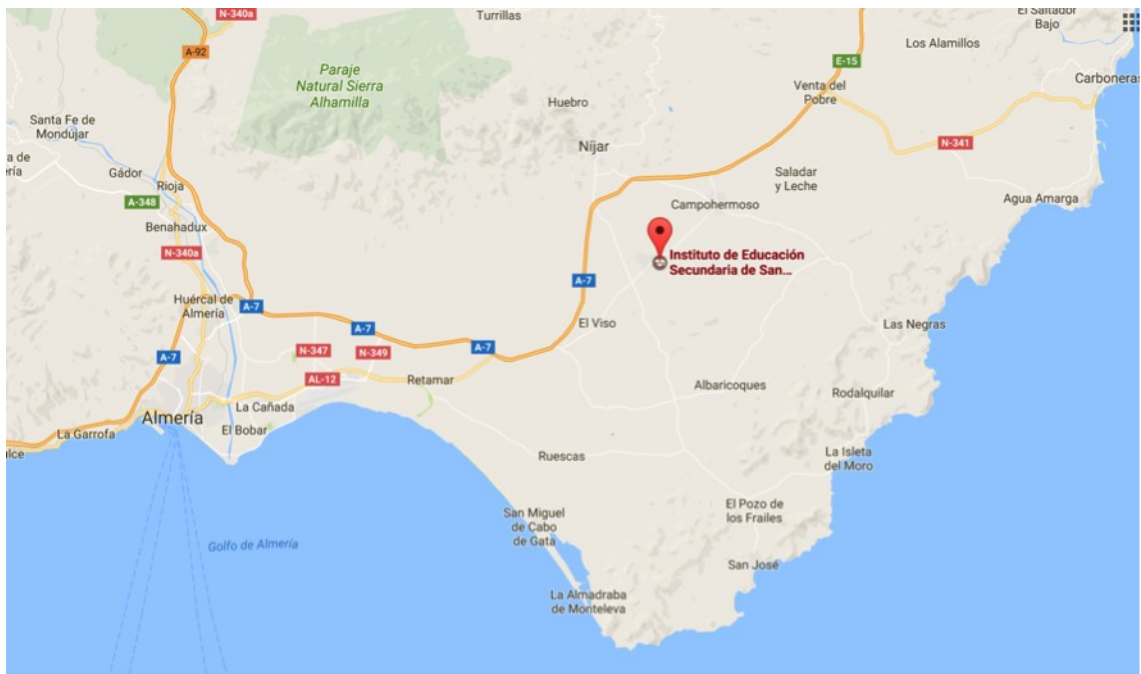 N-340a
Turrillas
El Saltador
Bajo
A-92
Los Alamillos
Paraje
Natural Sierra
Alhamilla
E-15
Carboneras
Venta del
Pobre
Huebro
Santa Fe de
Mondújar
Níjar
N-341
a de
ería
Gádor
Rioja
Saladar
y Leche
A-348
Campohermoso
Agua Amarga
Benahadux
N-340a
Instituto de Educación
Secundaria de San...
A-7
Huércal de
Almería
A-7
A-7
El Viso
Las Negras
A-7
N-347
N-349
A-7
AL-12
Retamar
Albaricoques
Rodalquilar
La Cañada
Almería
El Bobar
La Garrofa
ulce
Ruescas
La Isleta
del Moro
San Miguel
de Cabo
de Gata
El Pozo de
los Frailes
Golfo de Almería
San José
La Almadraba
de Monteleva